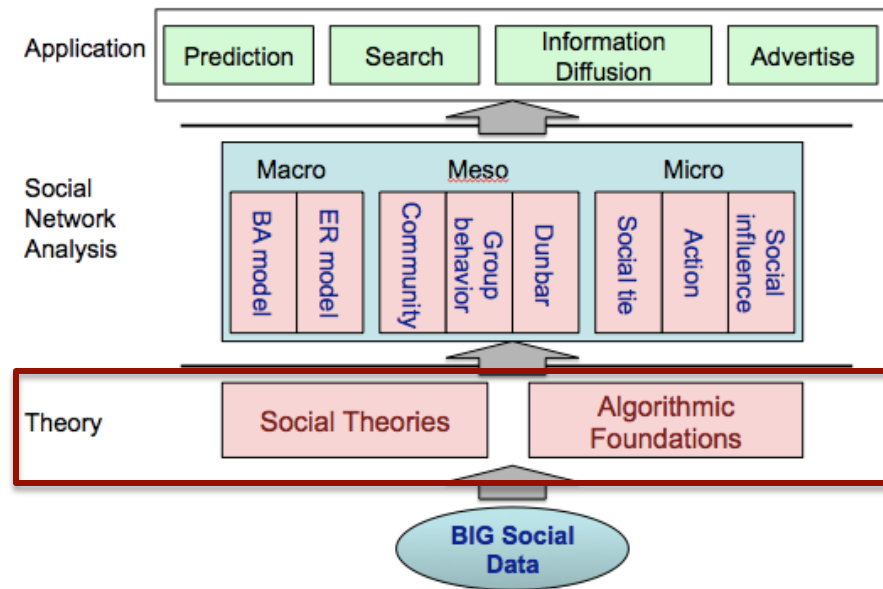 Application
Prediction
Search
Information
Diffusion
Advertise
Social
Network
Analysis
Macro
Meso
Micro
BA model
ER model
Community
Group
behavior
Dunbar
Social tie
Action
Social
influence
Theory
Social Theories
Algorithmic
Foundations
BIG Social
Data